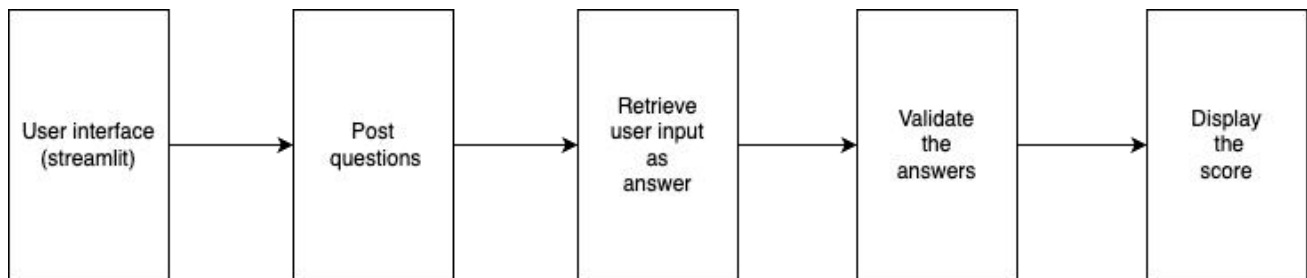 User interface
(streamlit)
Post
questions
Retrieve
user input
as
answer
Validate
the
answers
Display
the
score